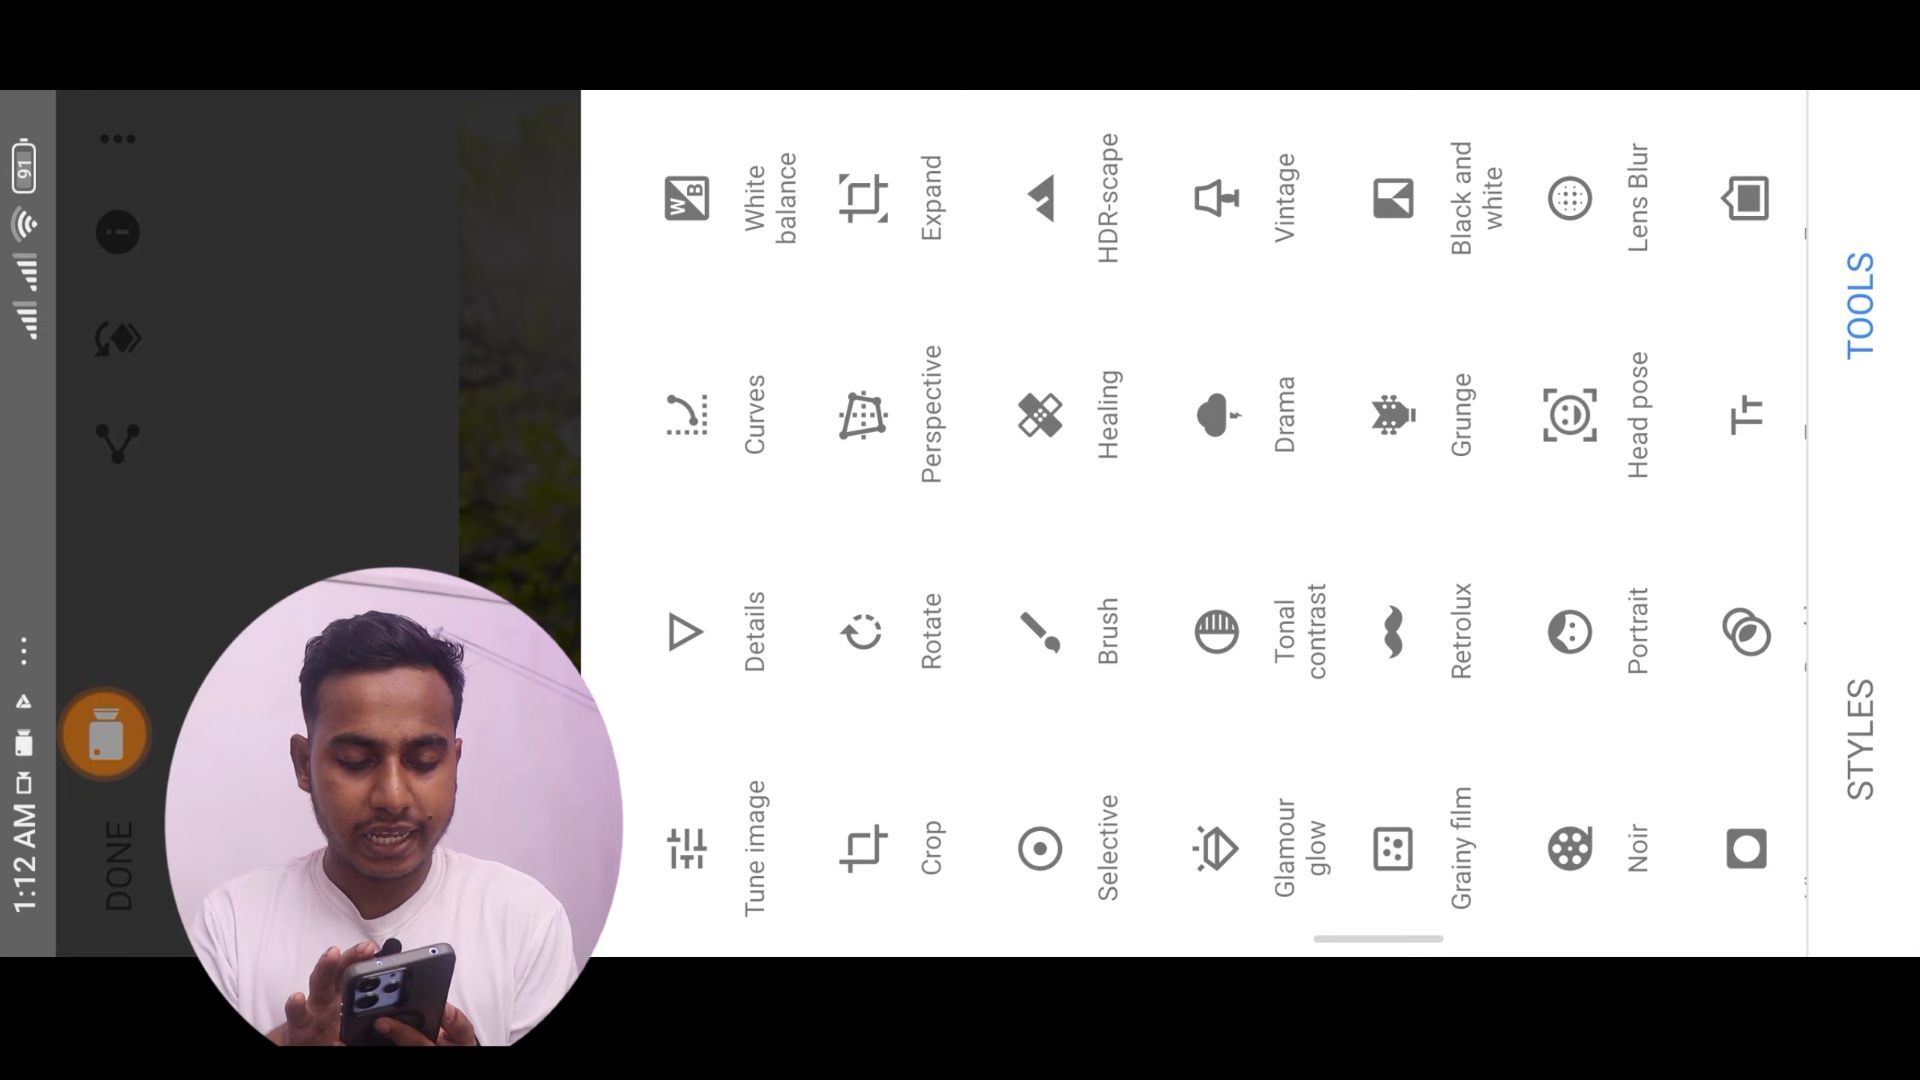 1:12 AM
91
DONE
Tune image
Details
Curves
W
B
White
balance
Crop
Rotate
Perspective
Expand
Selective
Brush
Healing
HDR-scape
Glamour
glow
Tonal
contrast
Drama
Vintage
Grainy film
Retrolux
Grunge
Black and
white
Noir
Portrait
Head pose
Lens Blur
STYLES
TOOLS